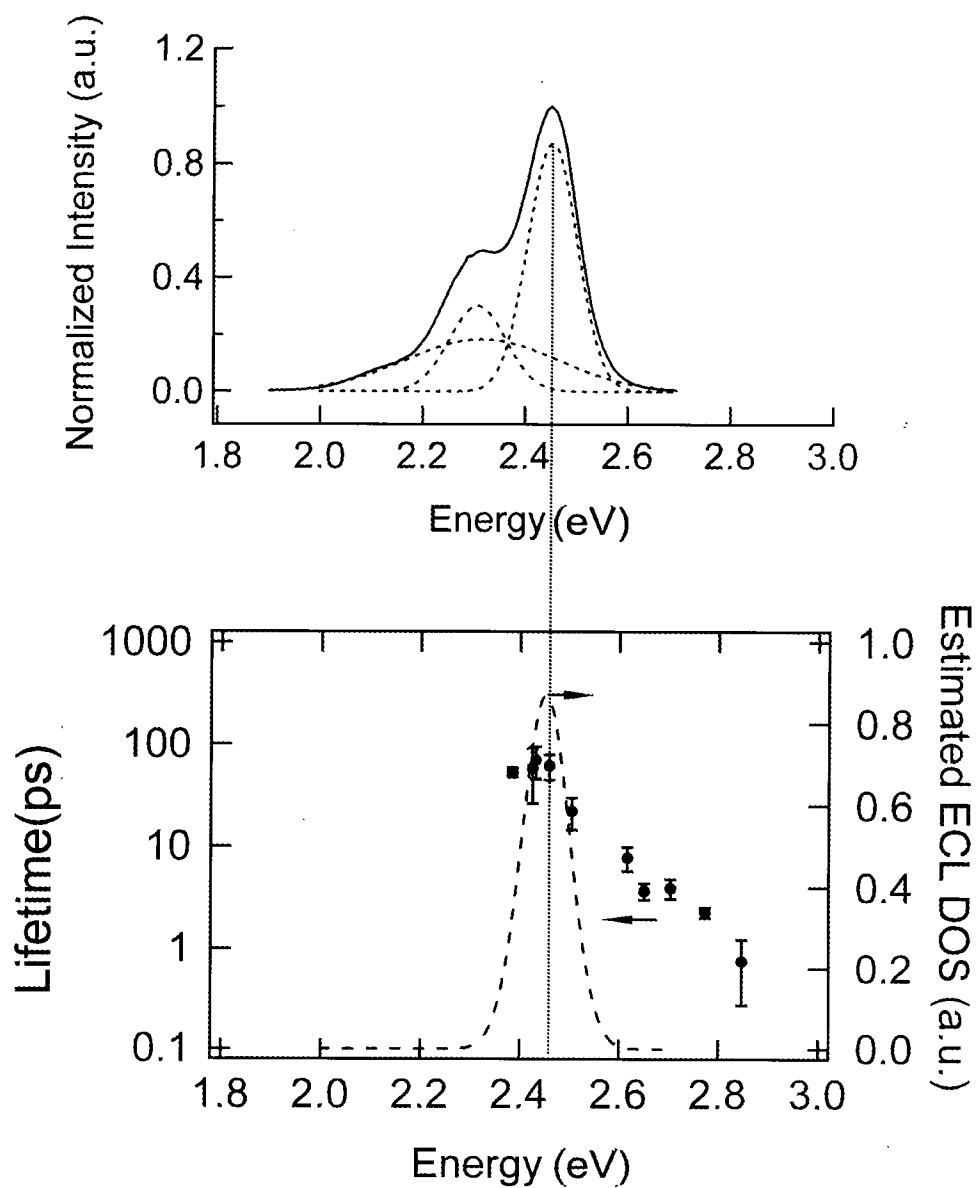 Normalized Intensity (a.u.)
1.2
0.8
0.4
0.0
1.8 2.0 2.2 2.4 2.6 2.8 3.0
Energy (eV)
Lifetime(ps)
1000
100
10
1
0.1
1.0
0.8
0.6
0.4
0.2
0.0
Estimated ECL DOS (a.u.)
1.8 2.0 2.2 2.4 2.6 2.8 3.0
Energy (eV)